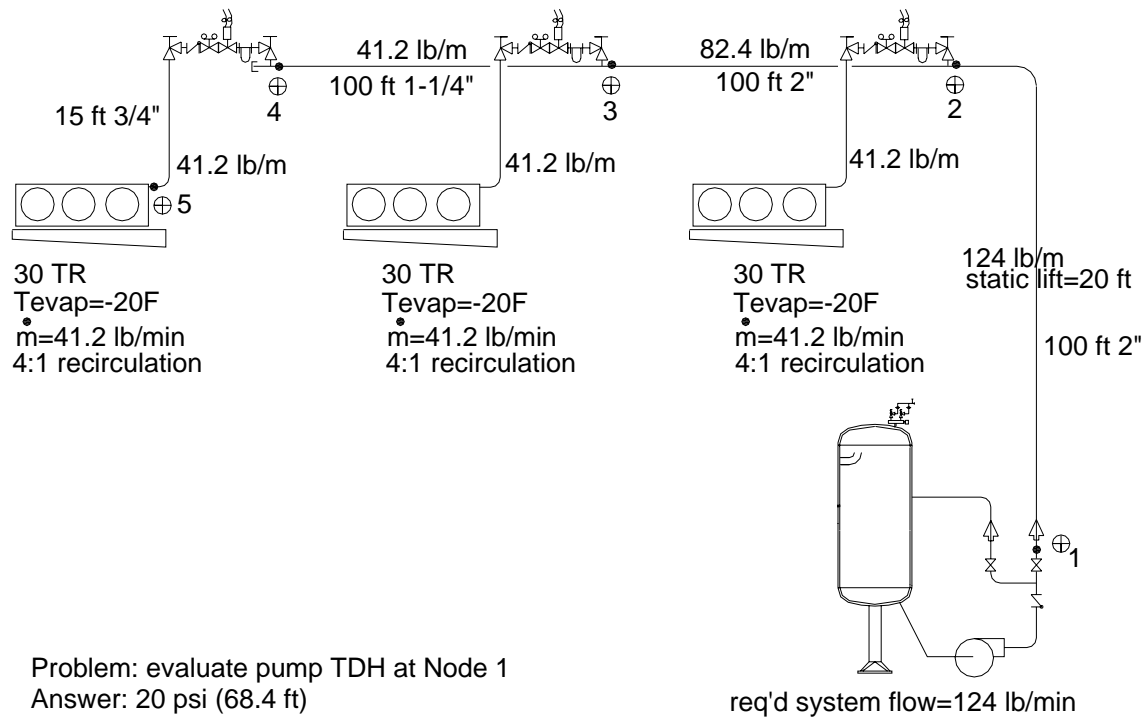 41.2 lb/m
100 ft 1-1/4"
82.4 lb/m
100 ft 2"
4
3
2
15 ft 3/4"
41.2 lb/m
41.2 lb/m
41.2 lb/m
5
30 TR
Tevap=-20F
ṁ=41.2 lb/min
4:1 recirculation
30 TR
Tevap=-20F
ṁ=41.2 lb/min
4:1 recirculation
30 TR
Tevap=-20F
ṁ=41.2 lb/min
4:1 recirculation
124 lb/m
static lift=20 ft
100 ft 2"
1
Problem: evaluate pump TDH at Node 1
Answer: 20 psi (68.4 ft)
req'd system flow=124 lb/min